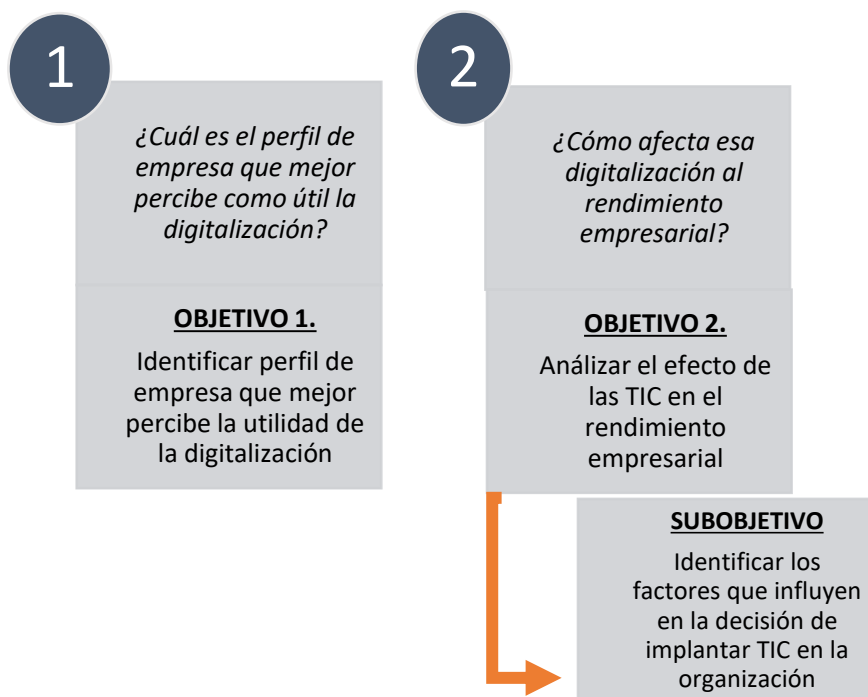 1
¿Cuál es el perfil de
empresa que mejor
percibe como útil la
digitalización?
OBJETIVO 1.
Identificar perfil de
empresa que mejor
percibe la utilidad de
la digitalización
2
¿Cómo afecta esa
digitalización al
rendimiento
empresarial?
OBJETIVO 2.
Análizar el efecto de
las TIC en el
rendimiento
empresarial
SUBOBJETIVO
Identificar los
factores que influyen
en la decisión de
implantar TIC en la
organización